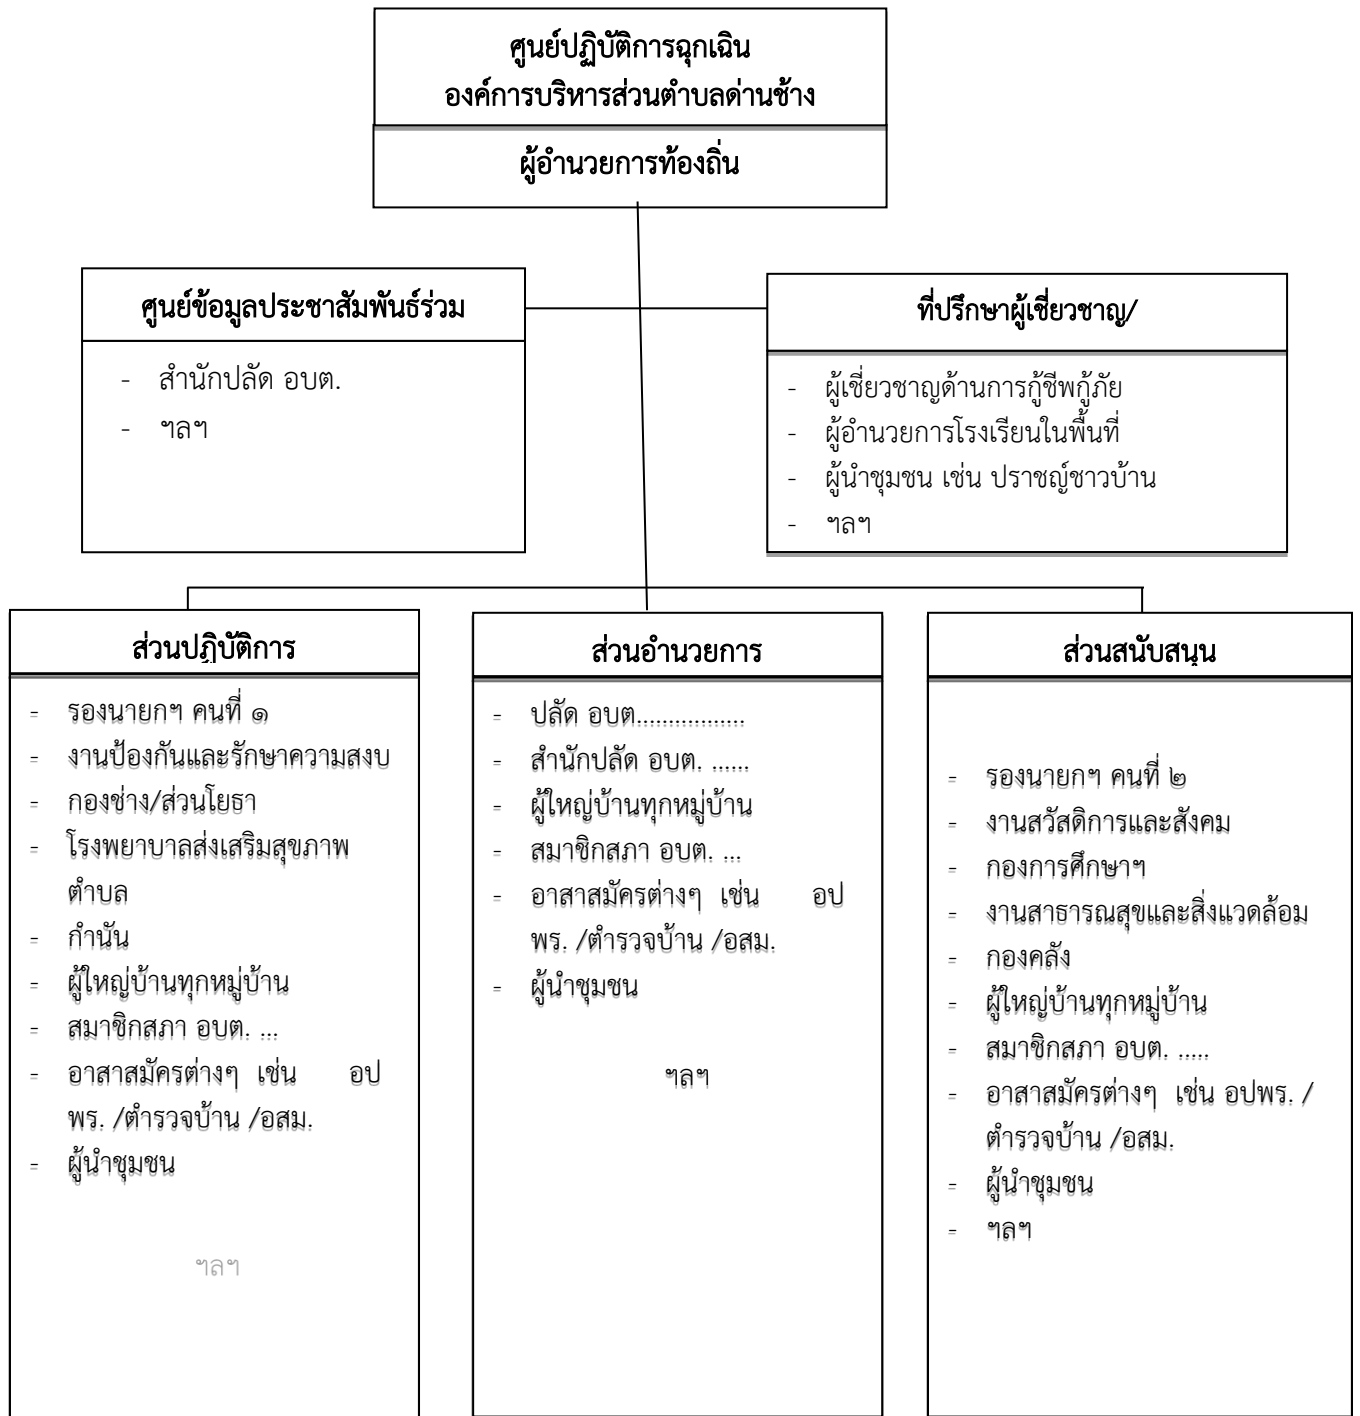 ศูนย์ปฏิบัติการฉุกเฉิน
องค์การบริหารส่วนตำบลด่านช้าง
ผู้อำนวยการท้องถิ่น
ศูนย์ข้อมูลประชาสัมพันธ์ร่วม
- สำนักปลัด อบต.
- ฯลฯ
ที่ปรึกษาผู้เชี่ยวชาญ/
- ผู้เชี่ยวชาญด้านการกู้ชีพกู้ภัย
- ผู้อำนวยการโรงเรียนในพื้นที่
- ผู้นำชุมชน เช่น ปราชญ์ชาวบ้าน
- ฯลฯ
ส่วนปฏิบัติการ
- รองนายกฯ คนที่ ๑
- งานป้องกันและรักษาความสงบ
- กองช่าง/ส่วนโยธา
- โรงพยาบาลส่งเสริมสุขภาพ
ตำบล
- กำนัน
- ผู้ใหญ่บ้านทุกหมู่บ้าน
- สมาชิกสภา อบต. ...
- อาสาสมัครต่างๆ เช่น อป
พร. /ตำรวจบ้าน /อสม.
- ผู้นำชุมชน
ฯลฯ
ส่วนอำนวยการ
- ปลัด อบต.................
- สำนักปลัด อบต. ......
- ผู้ใหญ่บ้านทุกหมู่บ้าน
- สมาชิกสภา อบต. ...
- อาสาสมัครต่างๆ เช่น อป
พร. /ตำรวจบ้าน /อสม.
- ผู้นำชุมชน
ฯลฯ
ส่วนสนับสนุน
- รองนายกฯ คนที่ ๒
- งานสวัสดิการและสังคม
- กองการศึกษาฯ
- งานสาธารณสุขและสิ่งแวดล้อม
- กองคลัง
- ผู้ใหญ่บ้านทุกหมู่บ้าน
- สมาชิกสภา อบต. .....
- อาสาสมัครต่างๆ เช่น อปพร. /
ตำรวจบ้าน /อสม.
- ผู้นำชุมชน
- ฯลฯ